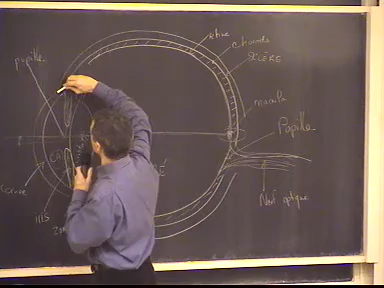 pupille
rétine
choroïde
SCLÈRE
macula
Papille
Nerf optique
Cornée
IRIS